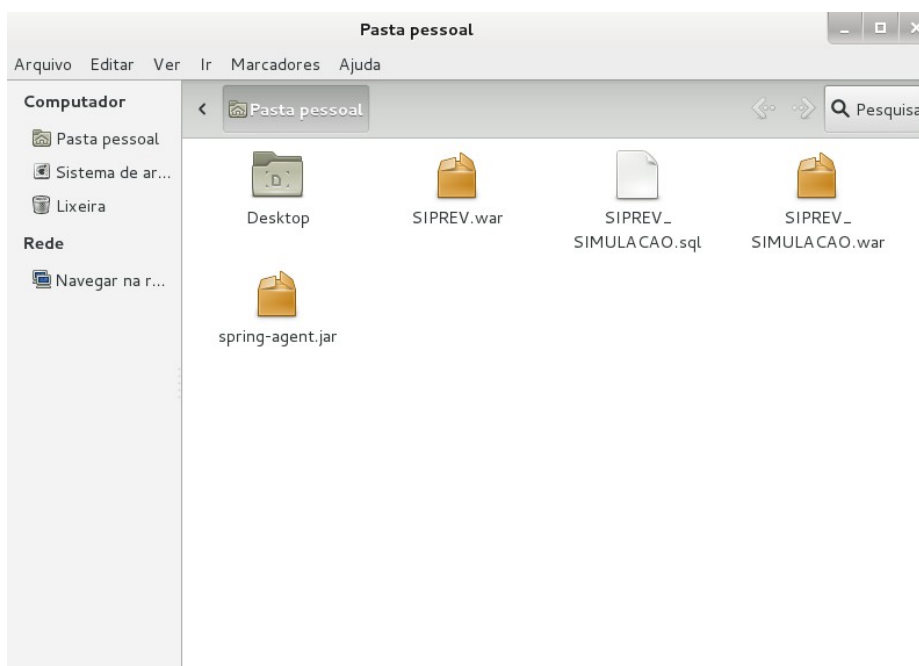 Pasta pessoal
Arquivo Editar Ver Ir Marcadores Ajuda
Computador
Pasta pessoal
Sistema de ar...
Lixeira
Rede
Navegar na r...
Pasta pessoal
Pesquisa
Desktop
SIPREV.war
SIPREV_
SIMULACAO.sql
SIPREV_
SIMULACAO.war
spring-agent.jar